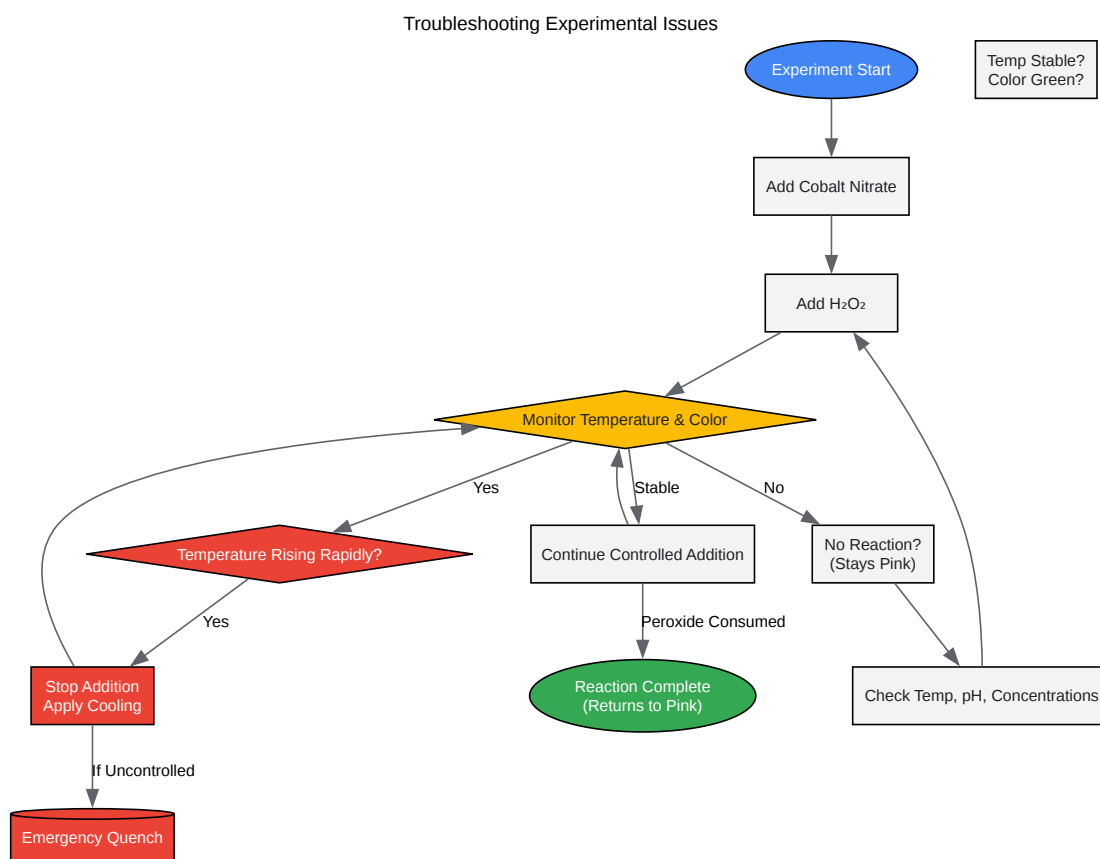 Troubleshooting Experimental Issues
Experiment Start
Temp Stable?
Color Green?
Add Cobalt Nitrate
Add H₂O₂
Monitor Temperature & Color
Yes
Stable
No
Temperature Rising Rapidly?
Continue Controlled Addition
No Reaction?
(Stays Pink)
Yes
Peroxide Consumed
Stop Addition
Apply Cooling
Reaction Complete
(Returns to Pink)
Check Temp, pH, Concentrations
If Uncontrolled
Emergency Quench